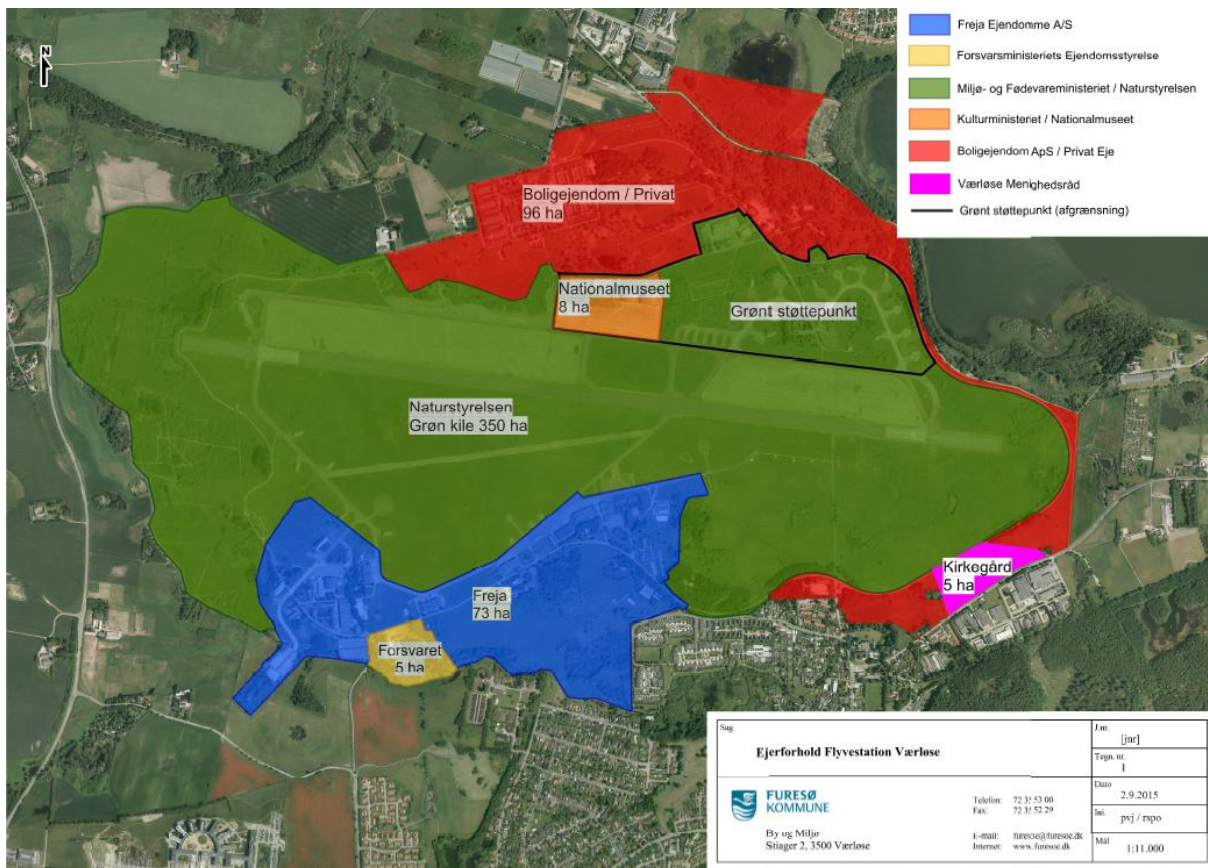 N
Freja Ejendomme A/S
Forsvarsministeriets Ejendomsstyrelse
Miljø- og Fødevareministeriet / Naturstyrelsen
Kulturministeriet / Nationalmuseet
Boligejendom ApS / Privat Eje
Værløse Menighedsråd
Grønt støttepunkt (afgrænsning)
Boligejendom / Privat
96 ha
Nationalmuseet
8 ha
Grønt støttepunkt
Naturstyrelsen
Grøn kile 350 ha
Kirkegård
5 ha
Freja
73 ha
Forsvaret
5 ha
Sag
Ejerforhold Flyvestation Værløse
J.nr.
[jnr]
Tegn. nr.
1
Dato
2.9.2015
Ini.
pvj / rspo
Mål
1:11.000
FURESØ
KOMMUNE
By og Miljø
Stiager 2, 3500 Værløse
Telefon: 72 35 53 00
Fax: 72 35 52 29
E-mail: furesoe@furesoe.dk
Internet: www.furesoe.dk